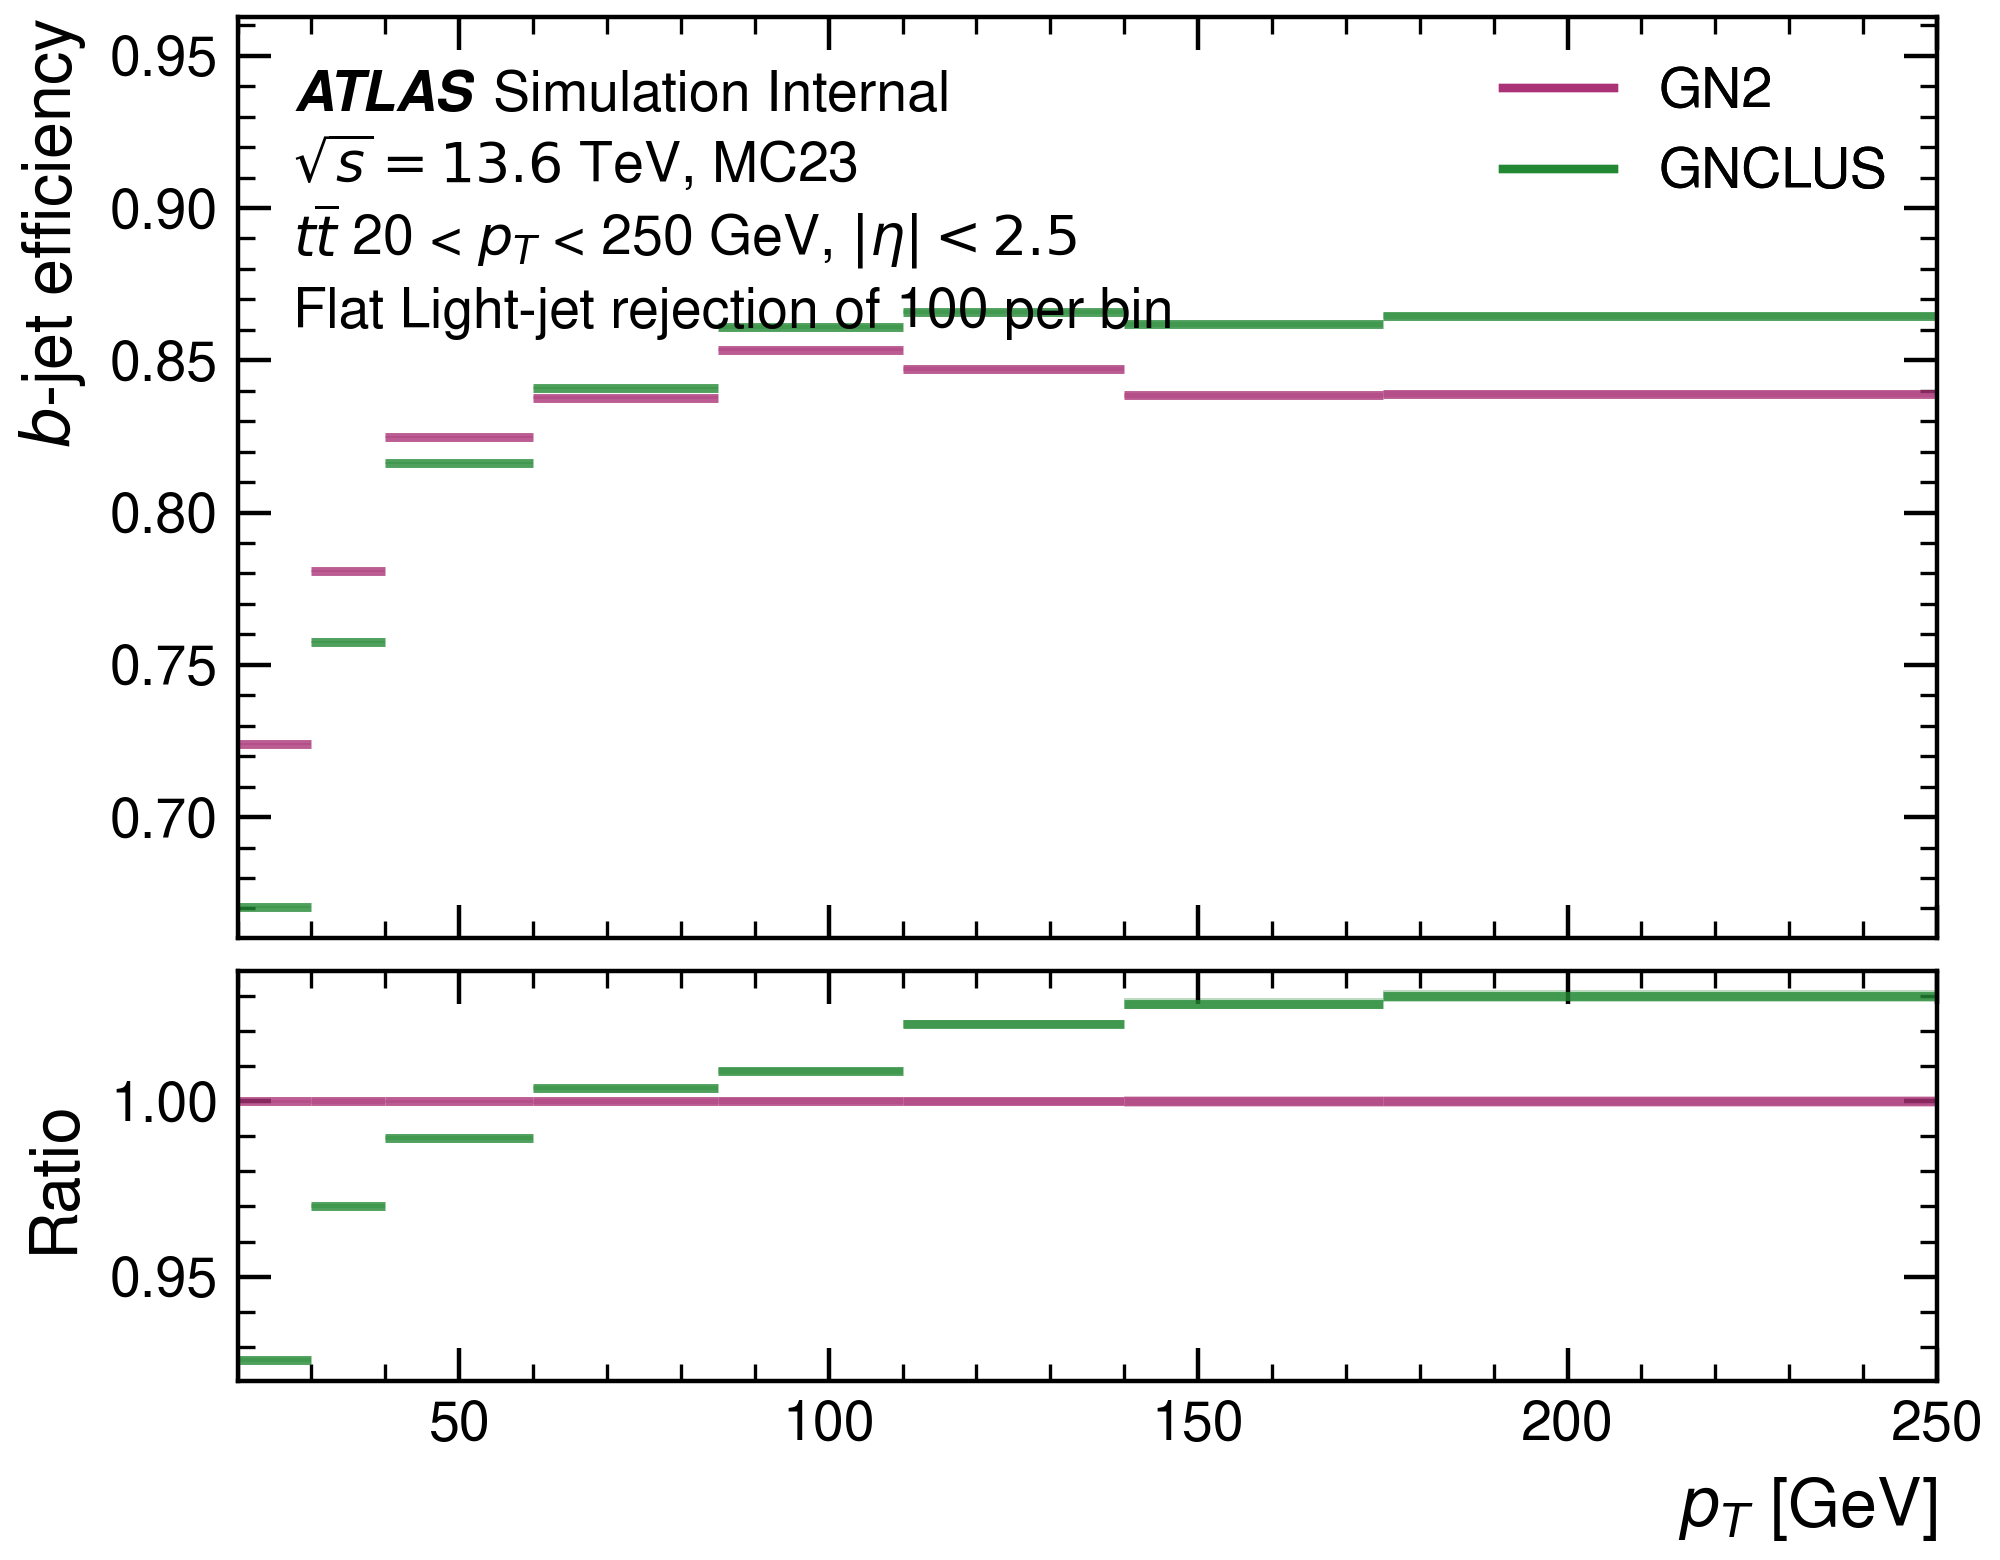 b-jet efficiency
0.95
0.90
0.85
0.80
0.75
0.70
ATLAS Simulation Internal
√s = 13.6 TeV, MC23
tt̅ 20 < p_T < 250 GeV, |η| < 2.5
Flat Light-jet rejection of 100 per bin
GN2
GNCLUS
Ratio
1.00
0.95
50 100 150 200 250
p_T [GeV]